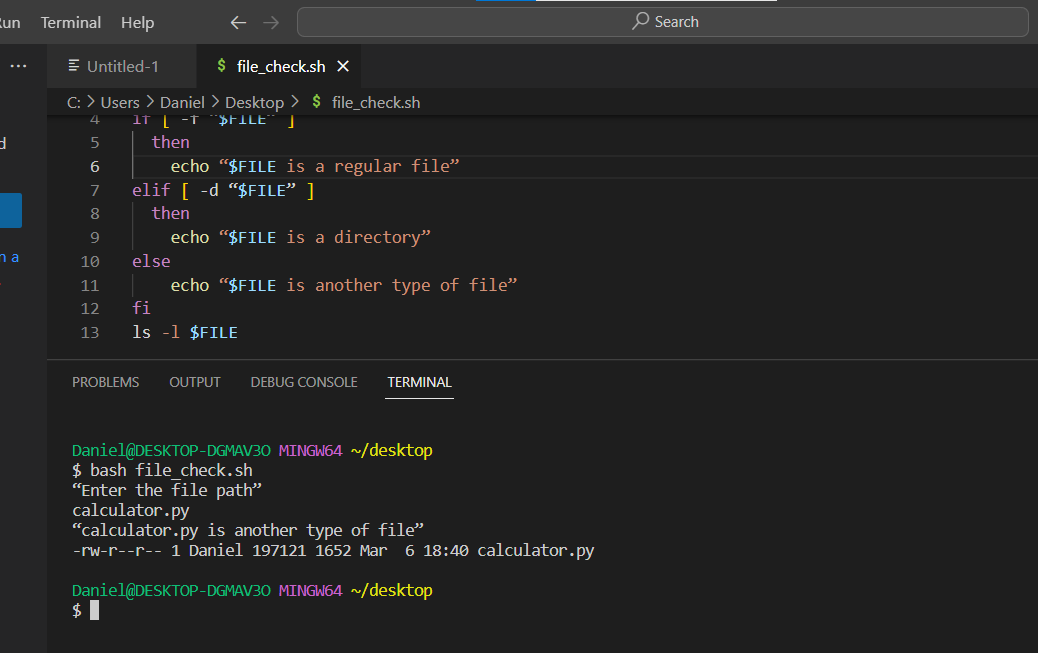 Run Terminal Help ← → Search
··· Untitled-1 $ file_check.sh ×
C: > Users > Daniel > Desktop > $ file_check.sh
4 if [ -f “$FILE” ]
5 then
6 echo “$FILE is a regular file”
7 elif [ -d “$FILE” ]
8 then
9 echo “$FILE is a directory”
10 else
11 echo “$FILE is another type of file”
12 fi
13 ls -l $FILE
PROBLEMS OUTPUT DEBUG CONSOLE TERMINAL
Daniel@DESKTOP-DGMAV3O MINGW64 ~/desktop
$ bash file_check.sh
“Enter the file path”
calculator.py
“calculator.py is another type of file”
-rw-r--r-- 1 Daniel 197121 1652 Mar  6 18:40 calculator.py
Daniel@DESKTOP-DGMAV3O MINGW64 ~/desktop
$